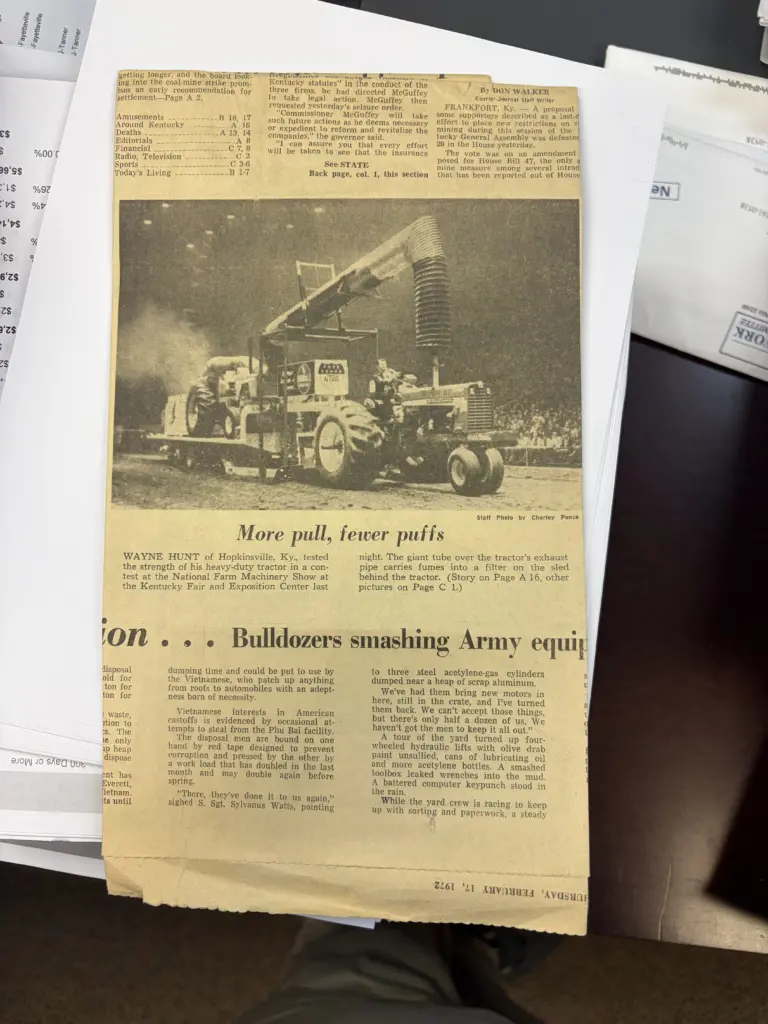 getting longer, and the board look-
ing into the coal-mine strike prom-
ises an early recommendation for
settlement—Page A 2.
Amusements B 16, 17
Around Kentucky A 16
Deaths A 13, 14
Editorials A 8
Financial C 7, 8
Radio, Television C 2
Sports C 3-6
Today's Living B 1-7
Kentucky statutes" in the conduct of the
three firms, he had directed McGuffey
to take legal action. McGuffey then
requested yesterday's seizure order.
"Commissioner McGuffey will take
such future actions as he deems necessary
or expedient to reform and revitalize the
companies," the governor said.
"I can assure you that every effort
will be taken to see that the insurance
See STATE
Back page, col. 1, this section
By DON WALKER
Courier-Journal Staff Writer
FRANKFORT, Ky. — A proposal
some supporters described as a last-
effort to place new restrictions on
mining during this session of the
tucky General Assembly was defeated
20 in the House yesterday.
The vote was on an amendment
posed for House Bill 47, the only
mine measure among several introd
that has been reported out of House
Staff Photo by Charley Pence
More pull, fewer puffs
WAYNE HUNT of Hopkinsville, Ky., tested
the strength of his heavy-duty tractor in a con-
test at the National Farm Machinery Show at
the Kentucky Fair and Exposition Center last
night. The giant tube over the tractor's exhaust
pipe carries fumes into a filter on the sled
behind the tractor. (Story on Page A 16, other
pictures on Page C 1.)
ion . . . Bulldozers smashing Army equip
disposal
old for
ton for
ton for
waste,
tion to
s. The
e only
p heap
dispose
ent has
Everett,
ietnam.
ts until
dumping time and could be put to use by
the Vietnamese, who patch up anything
from roofs to automobiles with an adept-
ness born of necessity.
Vietnamese interests in American
castoffs is evidenced by occasional at-
tempts to steal from the Phu Bai facility.
The disposal men are bound on one
hand by red tape designed to prevent
corruption and pressed by the other by
a work load that has doubled in the last
month and may double again before
spring.
"There, they've done it to us again,"
sighed S. Sgt. Sylvanus Watts, pointing
to three steel acetylene-gas cylinders
dumped near a heap of scrap aluminum.
We've had them bring new motors in
here, still in the crate, and I've turned
them back. We can't accept those things,
but there's only half a dozen of us. We
haven't got the men to keep it all out."
A tour of the yard turned up four-
wheeled hydraulic lifts with olive drab
paint unsullied, cans of lubricating oil
and more acetylene bottles. A smashed
toolbox leaked wrenches into the mud.
A battered computer keypunch stood in
the rain.
While the yard crew is racing to keep
up with sorting and paperwork, a steady
HURSDAY, FEBRUARY 17, 1972
-Fayetteville
-Fayetteville
J-Tanner
J-Tanner
and Days or More